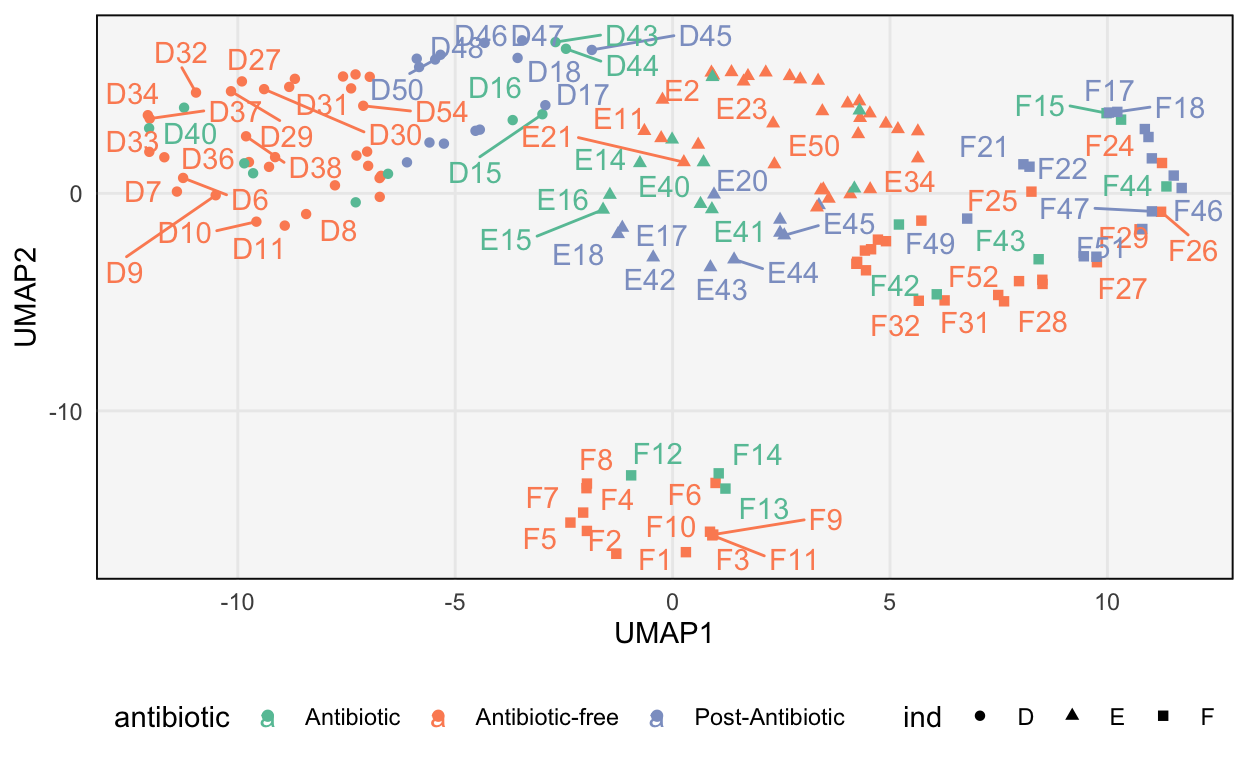 D46 D47 D43 D45
D32 D27 D48 D44
D50 D18
D34 D31 D16 D17 E2 F17
D37 D54 E11 E23 F15 F18
D33 D40 D29 D30 E21 E50 F24
D36 D38 E14 F21 F22
D15 E40 E20 E34 F44
0
D7 D6 E16 F25 F47 F46
D10 D8 E15 E17 E41 E45 F49 F43 F29
D11 E18 F51 F26
D9 E42 E43 E44 F42 F52 F27
F32 F31 F28
-10
F8 F12 F14
F7 F4 F6 F13
F5 F2 F10 F9
F1 F3 F11
UMAP2
-10 -5 0 5 10
UMAP1
antibiotic a Antibiotic a Antibiotic-free a Post-Antibiotic ind D E F